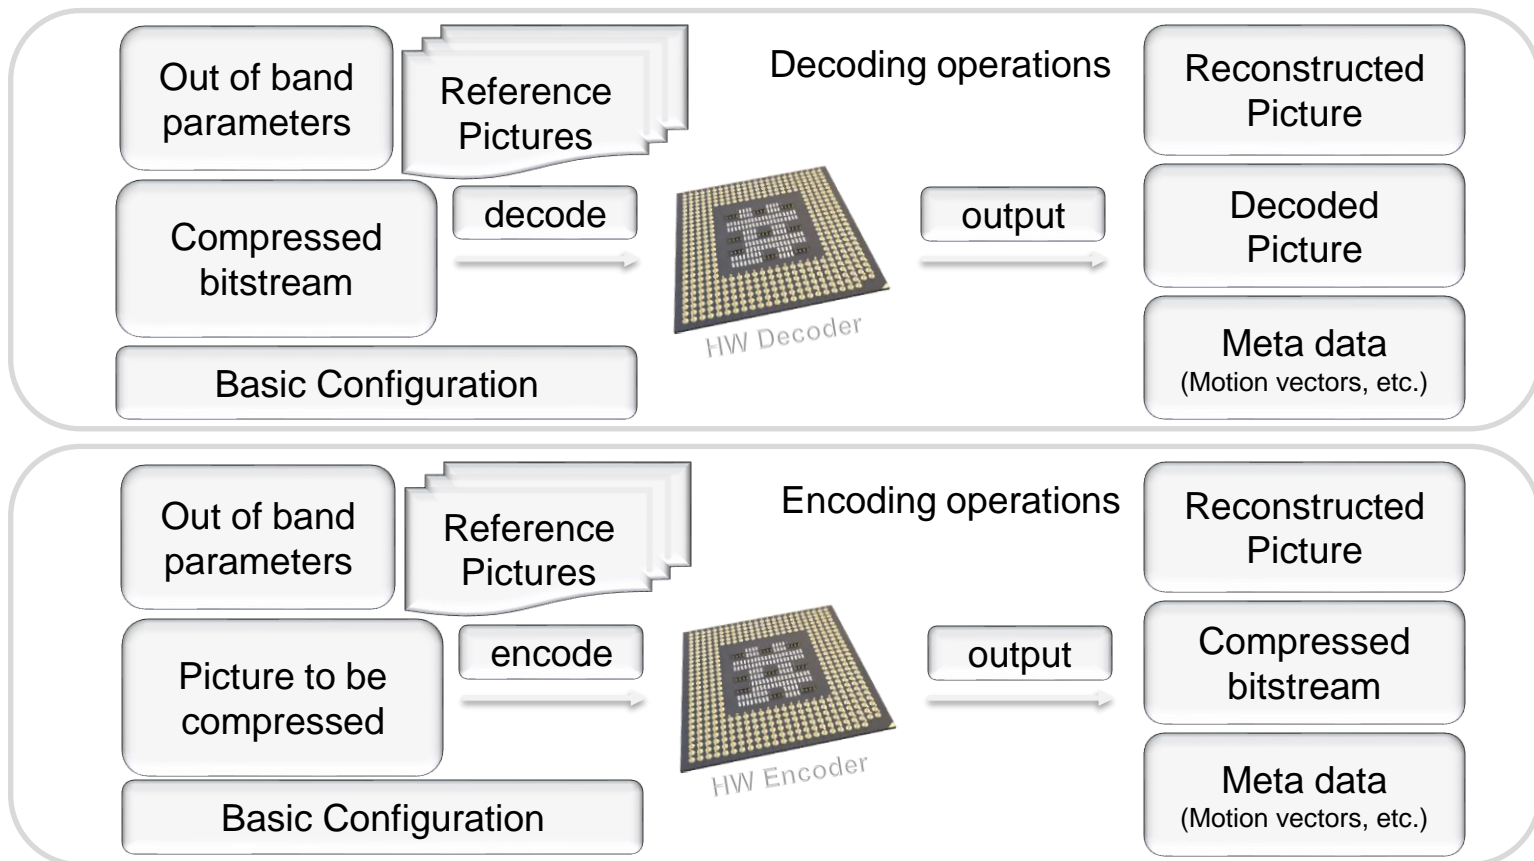 Out of band
parameters
Reference
Pictures
Decoding operations
Reconstructed
Picture
Compressed
bitstream
decode
HW Decoder
output
Decoded
Picture
Basic Configuration
Meta data
(Motion vectors, etc.)
Out of band
parameters
Reference
Pictures
Encoding operations
Reconstructed
Picture
Picture to be
compressed
encode
HW Encoder
output
Compressed
bitstream
Basic Configuration
Meta data
(Motion vectors, etc.)